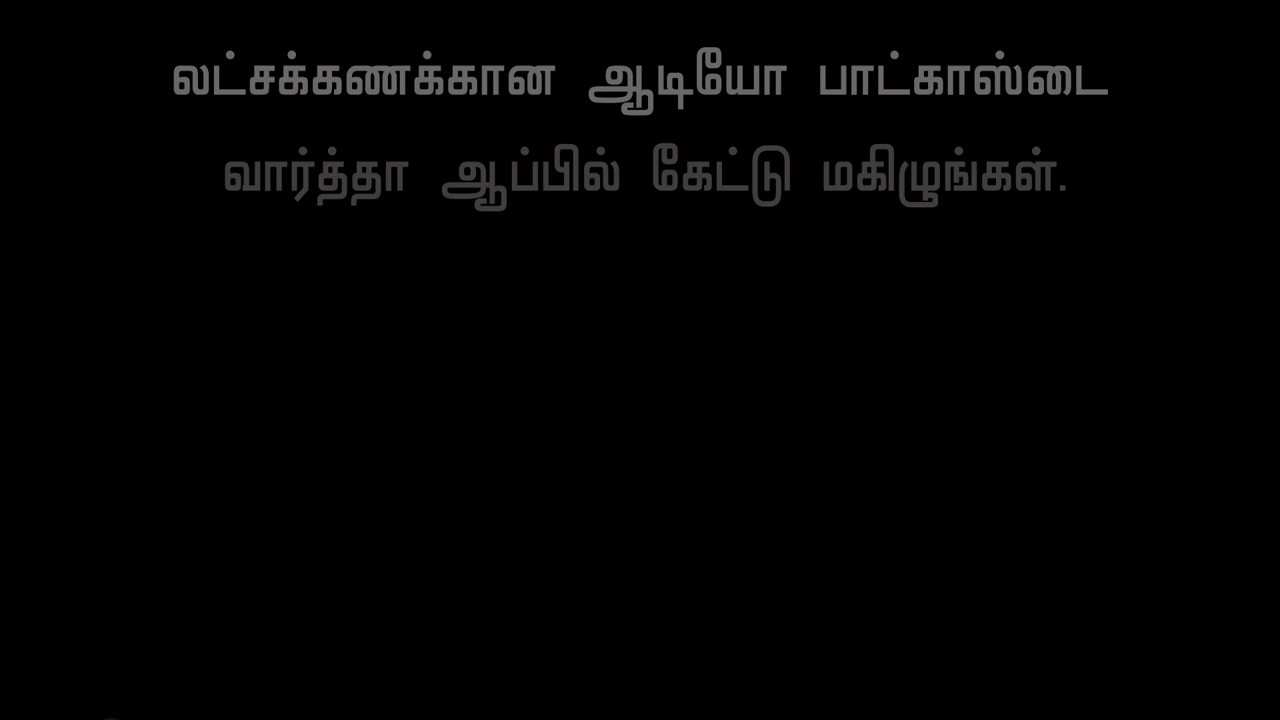 லட்சக்கணக்கான ஆடியோ பாட்காஸ்டை
வார்த்தா ஆப்பில் கேட்டு மகிழுங்கள்.